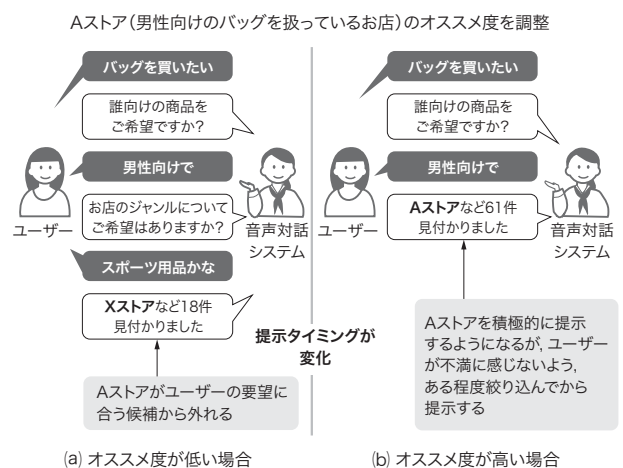 Aストア(男性向けのバッグを扱っているお店)のオススメ度を調整
バッグを買いたい
誰向けの商品を
ご希望ですか?
男性向けで
お店のジャンルについて
ご希望はありますか?
ユーザー
音声対話
システム
スポーツ用品かな
Xストアなど18件
見付かりました
Aストアがユーザーの要望に
合う候補から外れる
(a) オススメ度が低い場合
提示タイミングが
変化
バッグを買いたい
誰向けの商品を
ご希望ですか?
男性向けで
Aストアなど61件
見付かりました
ユーザー
音声対話
システム
Aストアを積極的に提示
するようになるが, ユーザー
が不満に感じないよう,
ある程度絞り込んでから
提示する
(b) オススメ度が高い場合